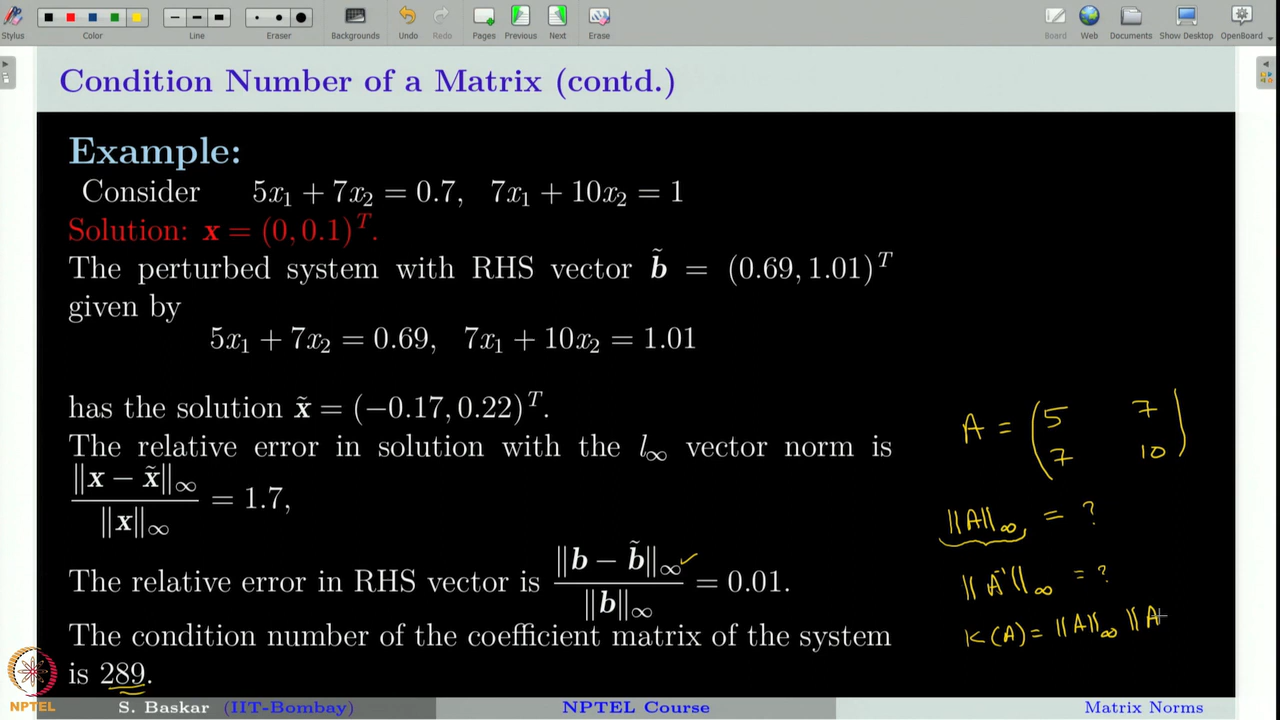 Stylus Color Line Eraser Backgrounds Undo Redo Pages Previous Next Erase Board Web Documents Show Desktop OpenBoard
Condition Number of a Matrix (contd.)
Example:
Consider 5x₁ + 7x₂ = 0.7, 7x₁ + 10x₂ = 1
Solution: x = (0, 0.1)ᵀ.
The perturbed system with RHS vector b̃ = (0.69, 1.01)ᵀ
given by
5x₁ + 7x₂ = 0.69, 7x₁ + 10x₂ = 1.01
has the solution x̃ = (−0.17, 0.22)ᵀ.
The relative error in solution with the l∞ vector norm is
‖x − x̃‖∞ / ‖x‖∞ = 1.7,
The relative error in RHS vector is ‖b − b̃‖∞ / ‖b‖∞ = 0.01.
The condition number of the coefficient matrix of the system
is 289.
A = (5 7
7 10)
‖A‖∞ = ?
‖A⁻¹‖∞ = ?
K(A) = ‖A‖∞ ‖A
NPTEL
S. Baskar (IIT-Bombay) NPTEL Course Matrix Norms